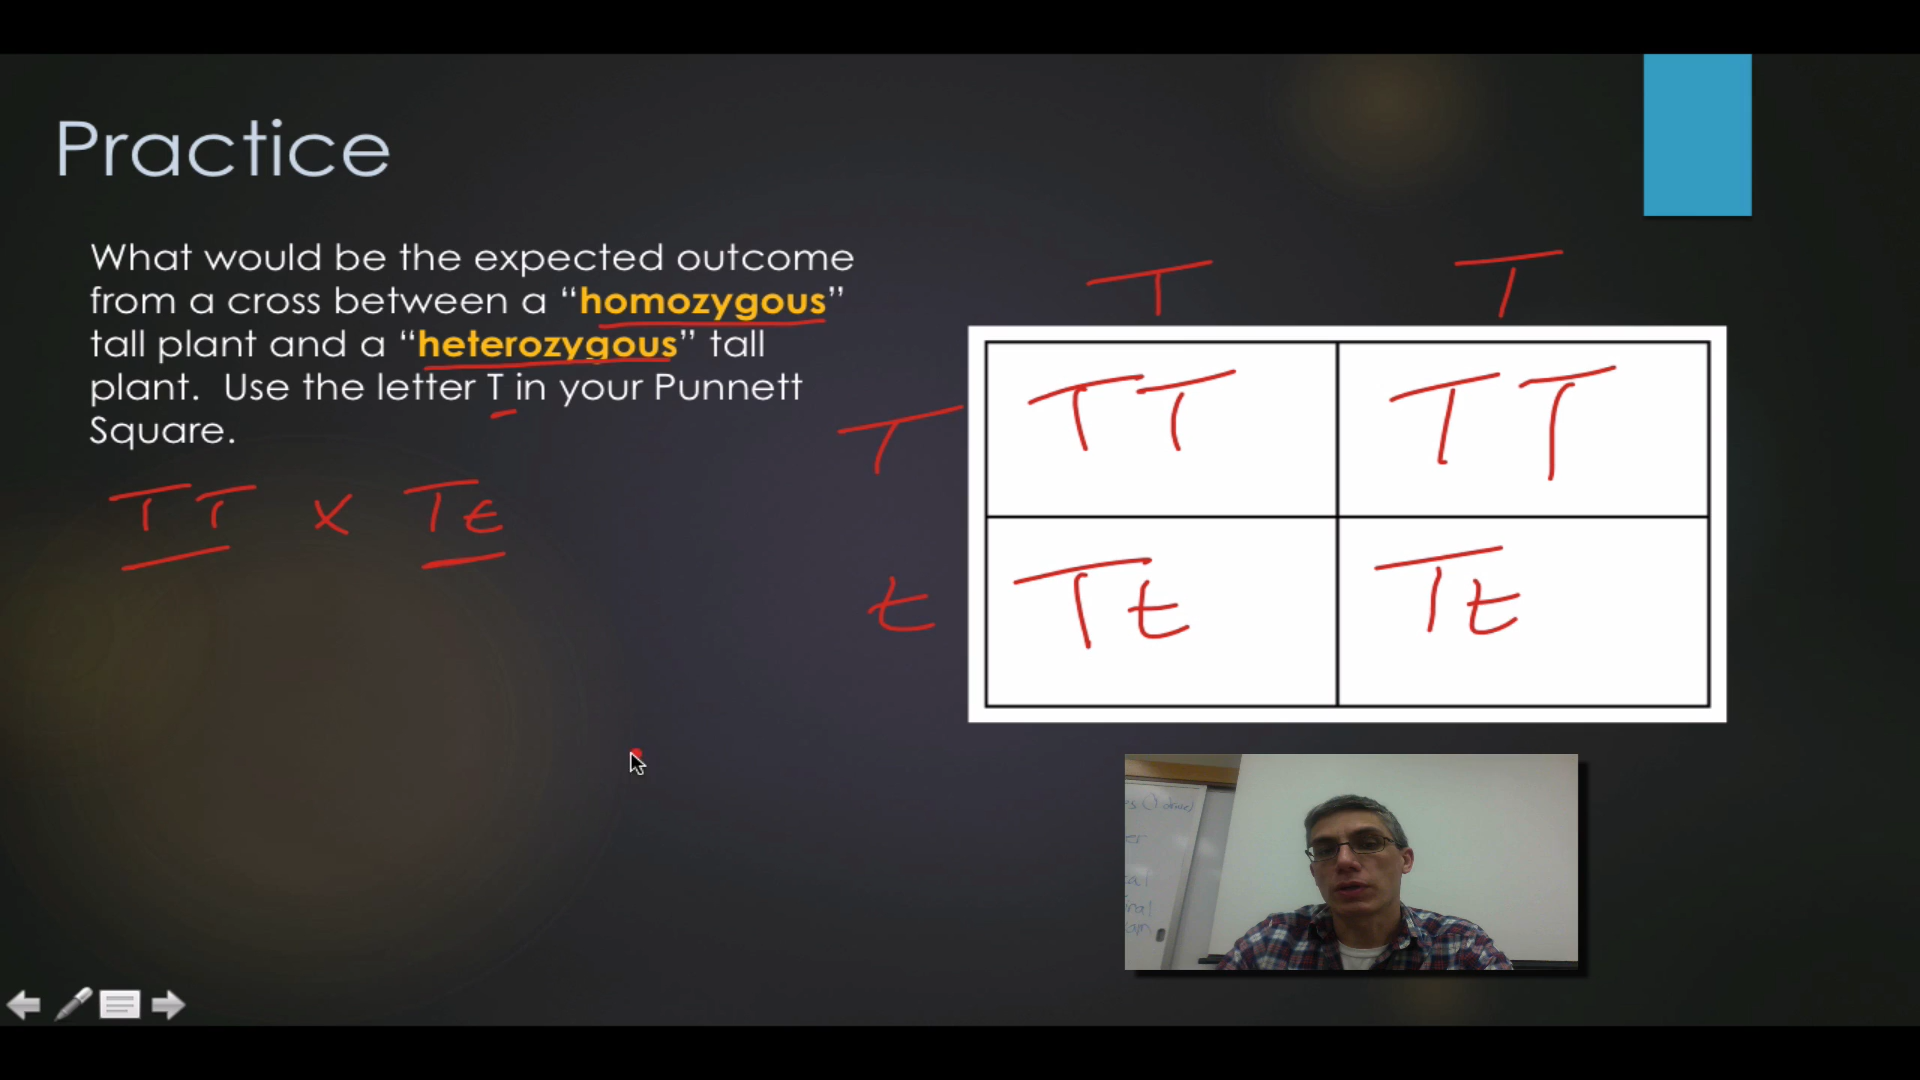 Practice
What would be the expected outcome
from a cross between a “homozygous”
tall plant and a “heterozygous” tall
plant. Use the letter T in your Punnett
Square.
TT x Tt
T T
T TT TT
t Tt Tt